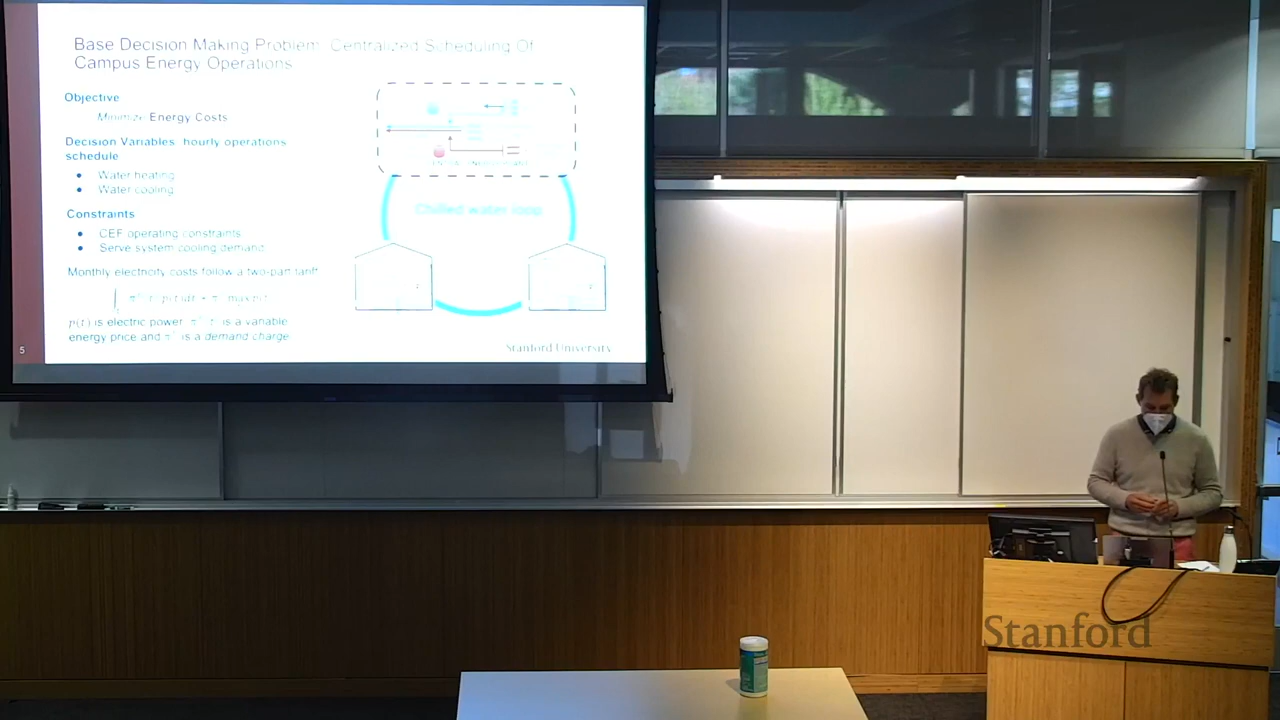 Base Decision Making Problem: Centralized Scheduling Of
Campus Energy Operations
Objective
Minimize Energy Costs
Decision Variables: hourly operations
schedule
● Water heating
● Water cooling
Constraints
● CEF operating constraints
● Serve system cooling demand
Monthly electricity costs follow a two-part tariff
p(t) is electric power, is a variable
energy price and is a demand charge
Chilled water loop
5
Stanford University
Stanford